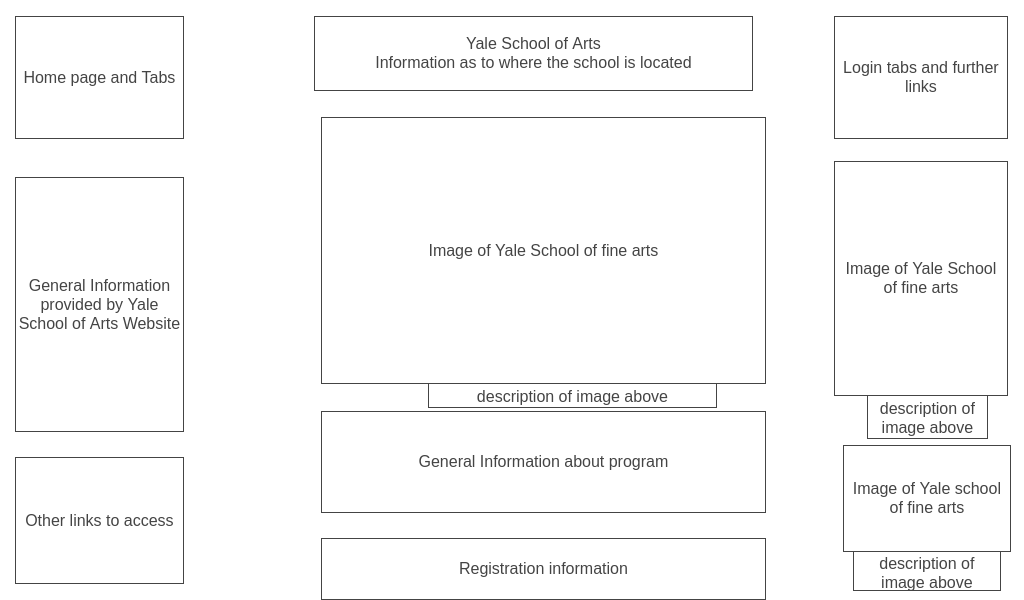 Home page and Tabs
General Information
provided by Yale
School of Arts Website
Other links to access
Yale School of Arts
Information as to where the school is located
Image of Yale School of fine arts
description of image above
General Information about program
Registration information
Login tabs and further
links
Image of Yale School
of fine arts
description of
image above
Image of Yale school
of fine arts
description of
image above